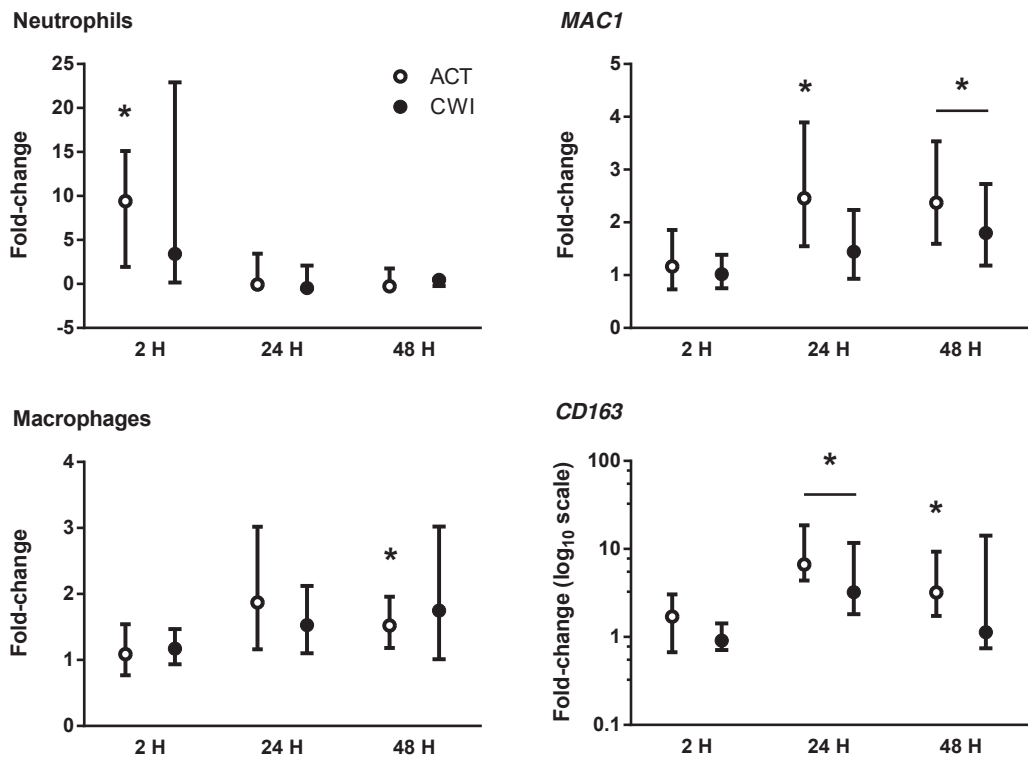 Neutrophils
25
20
15
10
5
0
-5
Fold-change
*
ACT
CWI
2 H 24 H 48 H
MAC1
5
4
3
2
1
0
Fold-change
* *
2 H 24 H 48 H
Macrophages
4
3
2
1
0
Fold-change
*
2 H 24 H 48 H
CD163
100
10
1
0.1
Fold-change (log10 scale)
* *
2 H 24 H 48 H